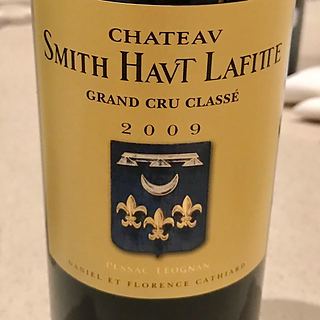 CHATEAV
SMITH HAVT LAFITTE
GRAND CRU CLASSÉ
2009
PESSAC LÉOGNAN
DANIEL ET FLORENCE CATHIARD